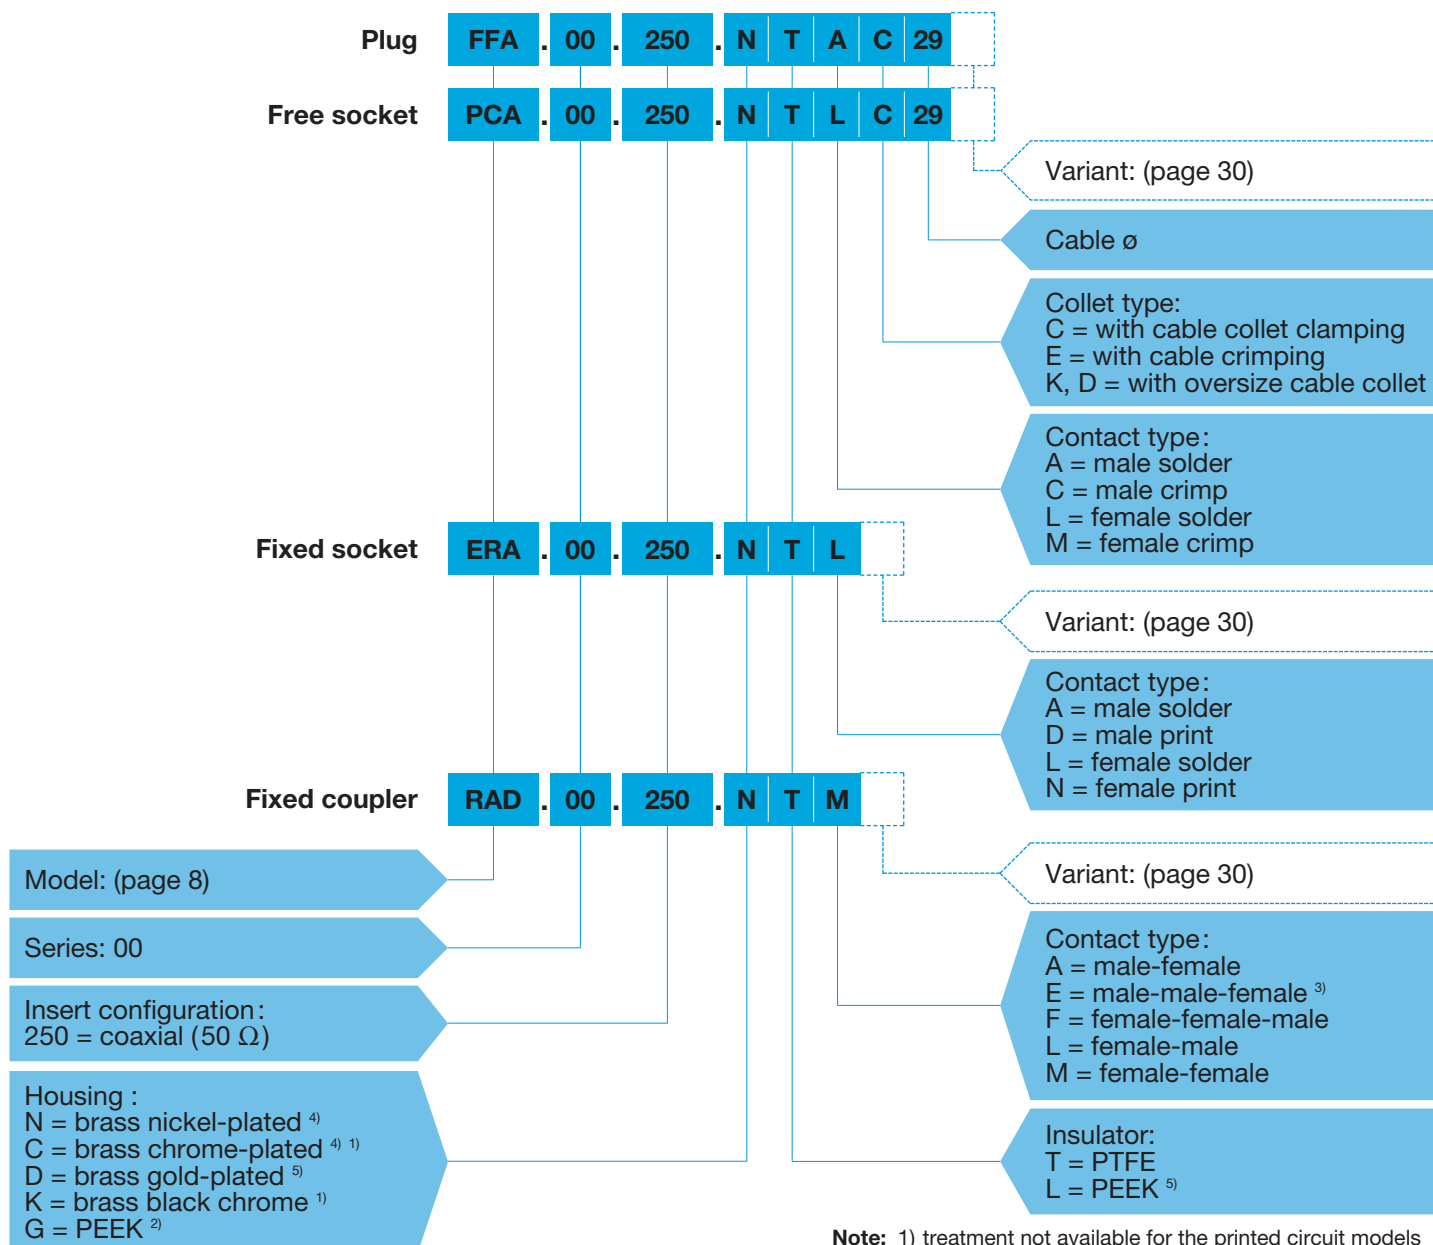 Plug FFA . 00 . 250 . N T A C 29
Free socket PCA . 00 . 250 . N T L C 29
Variant: (page 30)
Cable ø
Collet type:
C = with cable collet clamping
E = with cable crimping
K, D = with oversize cable collet
Contact type:
A = male solder
C = male crimp
L = female solder
M = female crimp
Fixed socket ERA . 00 . 250 . N T L
Variant: (page 30)
Contact type:
A = male solder
D = male print
L = female solder
N = female print
Fixed coupler RAD . 00 . 250 . N T M
Variant: (page 30)
Contact type:
A = male-female
E = male-male-female 3)
F = female-female-male
L = female-male
M = female-female
Insulator:
T = PTFE
L = PEEK 5)
Model: (page 8)
Series: 00
Insert configuration:
250 = coaxial (50 Ω)
Housing :
N = brass nickel-plated 4)
C = brass chrome-plated 4) 1)
D = brass gold-plated 5)
K = brass black chrome 1)
G = PEEK 2)
Note: 1) treatment not available for the printed circuit models